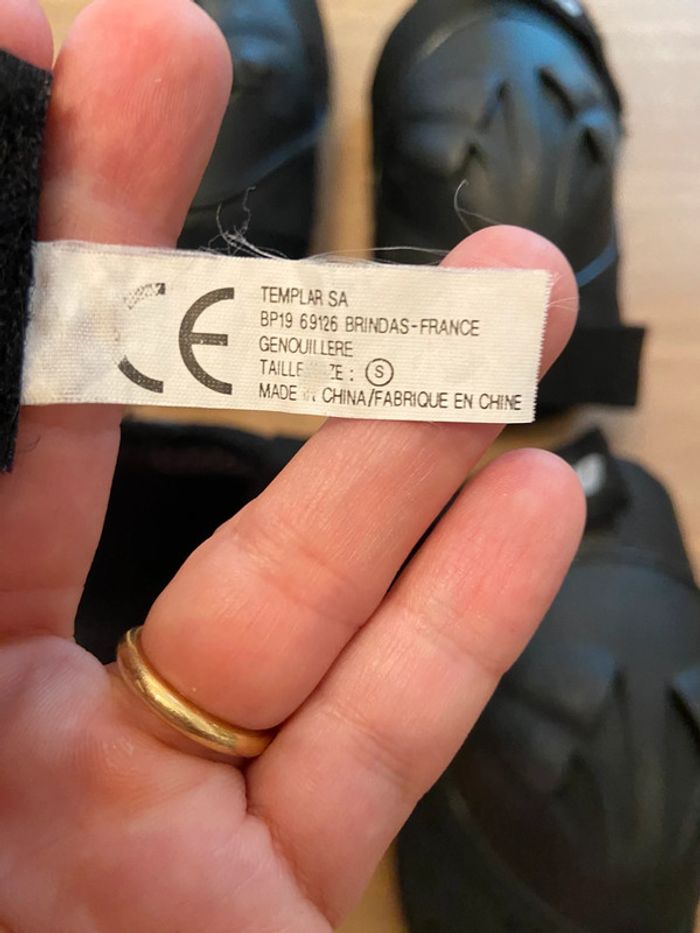 CE
TEMPLAR SA
BP19 69126 BRINDAS-FRANCE
GENOUILLERE
TAILLE : S
MADE CHINA/FABRIQUE EN CHINE